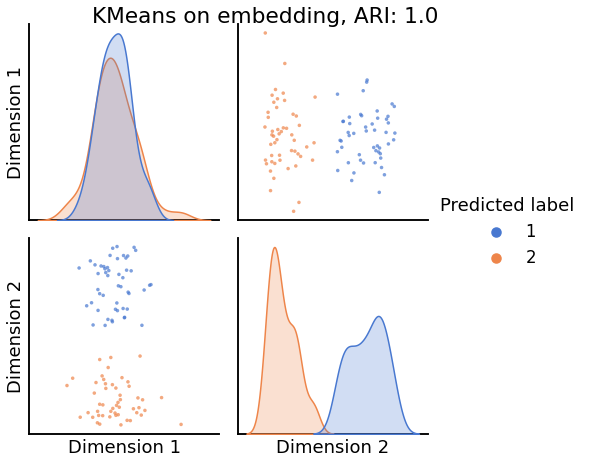 KMeans on embedding, ARI: 1.0
Dimension 1
Predicted label
1
2
Dimension 2
Dimension 1
Dimension 2